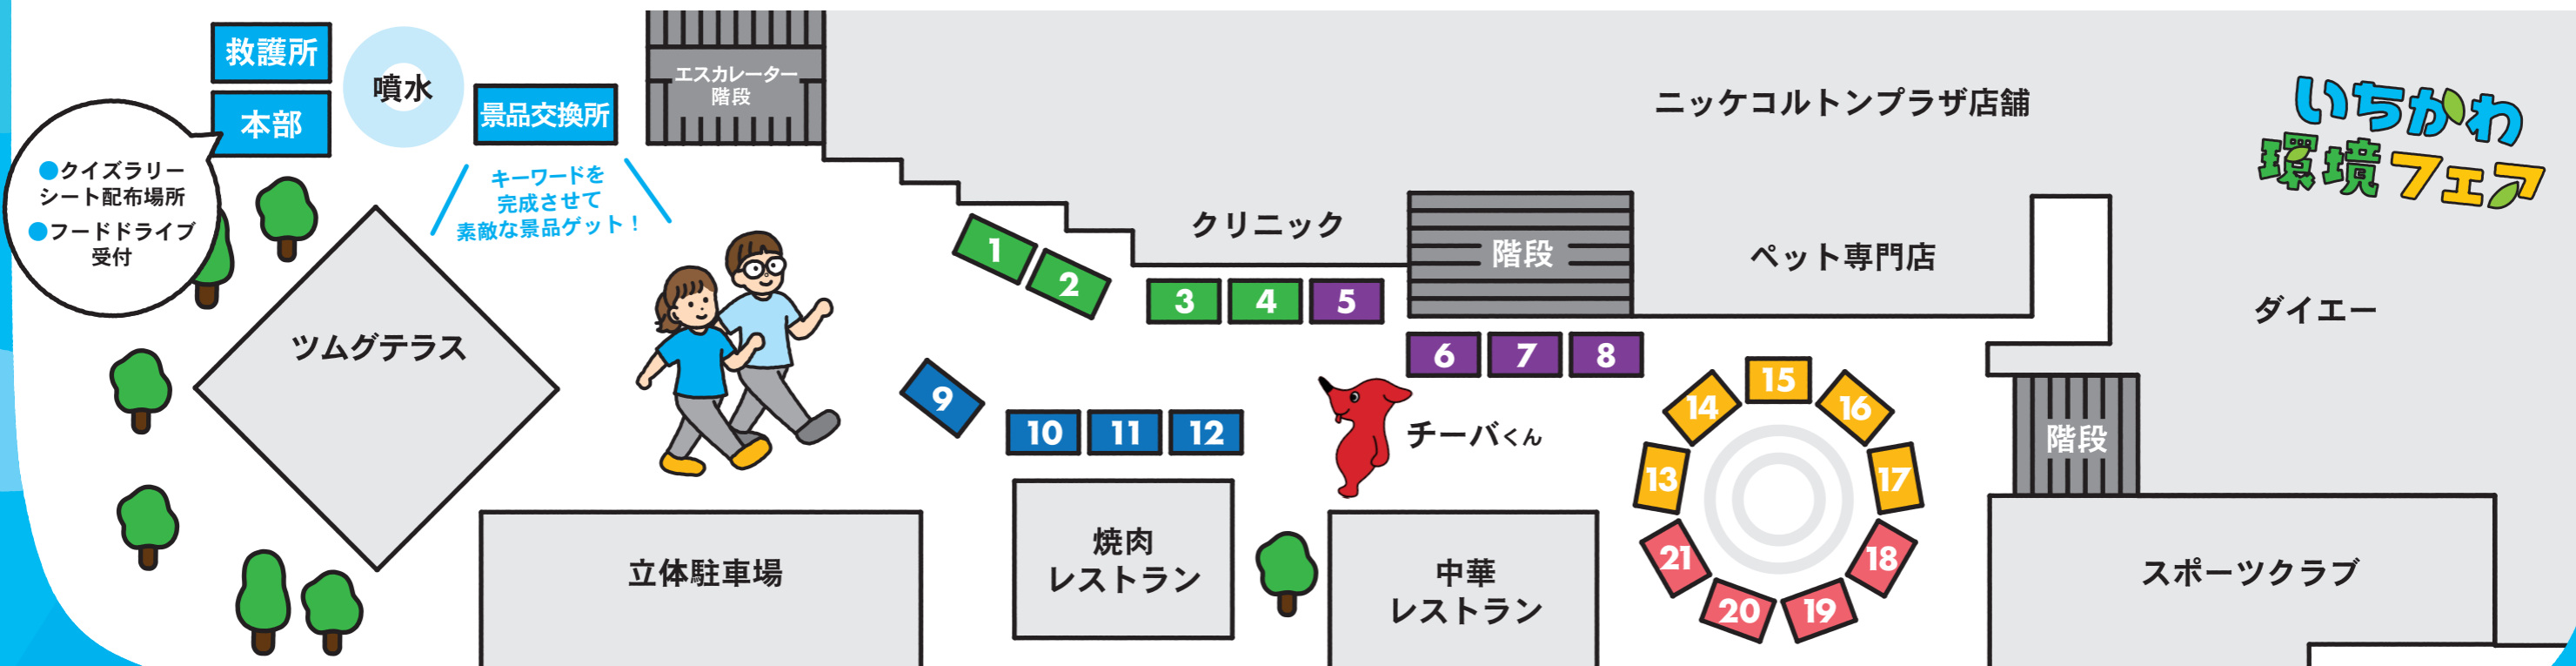 救護所
本部
噴水
景品交換所
エスカレーター
階段
ニッケコルトンプラザ店舗
いちかわ
環境フェア
●クイズラリー
シート配布場所
●フードドライブ
受付
キーワードを
完成させて
素敵な景品ゲット！
クリニック
階段
ペット専門店
ダイエー
1
2
3
4
5
6
7
8
ツムグテラス
9
10
11
12
チーバくん
13
14
15
16
17
18
19
20
21
階段
立体駐車場
焼肉
レストラン
中華
レストラン
スポーツクラブ